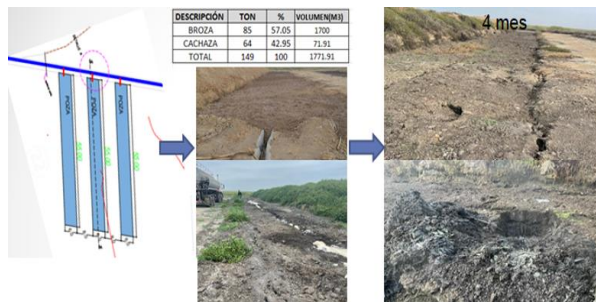 DESCRIPCIÓN TON % VOLUMEN(M3)
BROZA 85 57.05 1700
CACHAZA 64 42.95 71.91
TOTAL 149 100 1771.91
4 mes
POZA
POZA
POZA